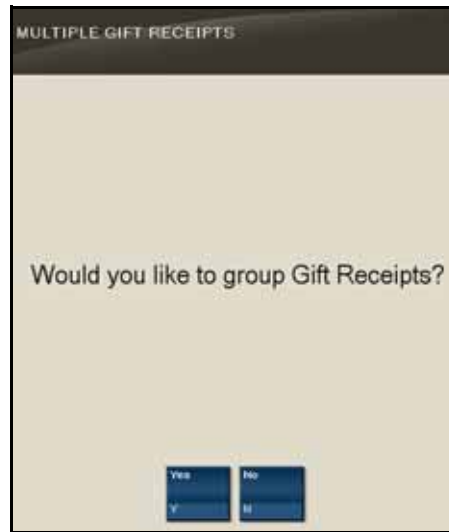 MULTIPLE GIFT RECEIPTS
Would you like to group Gift Receipts?
Yes No
Y N